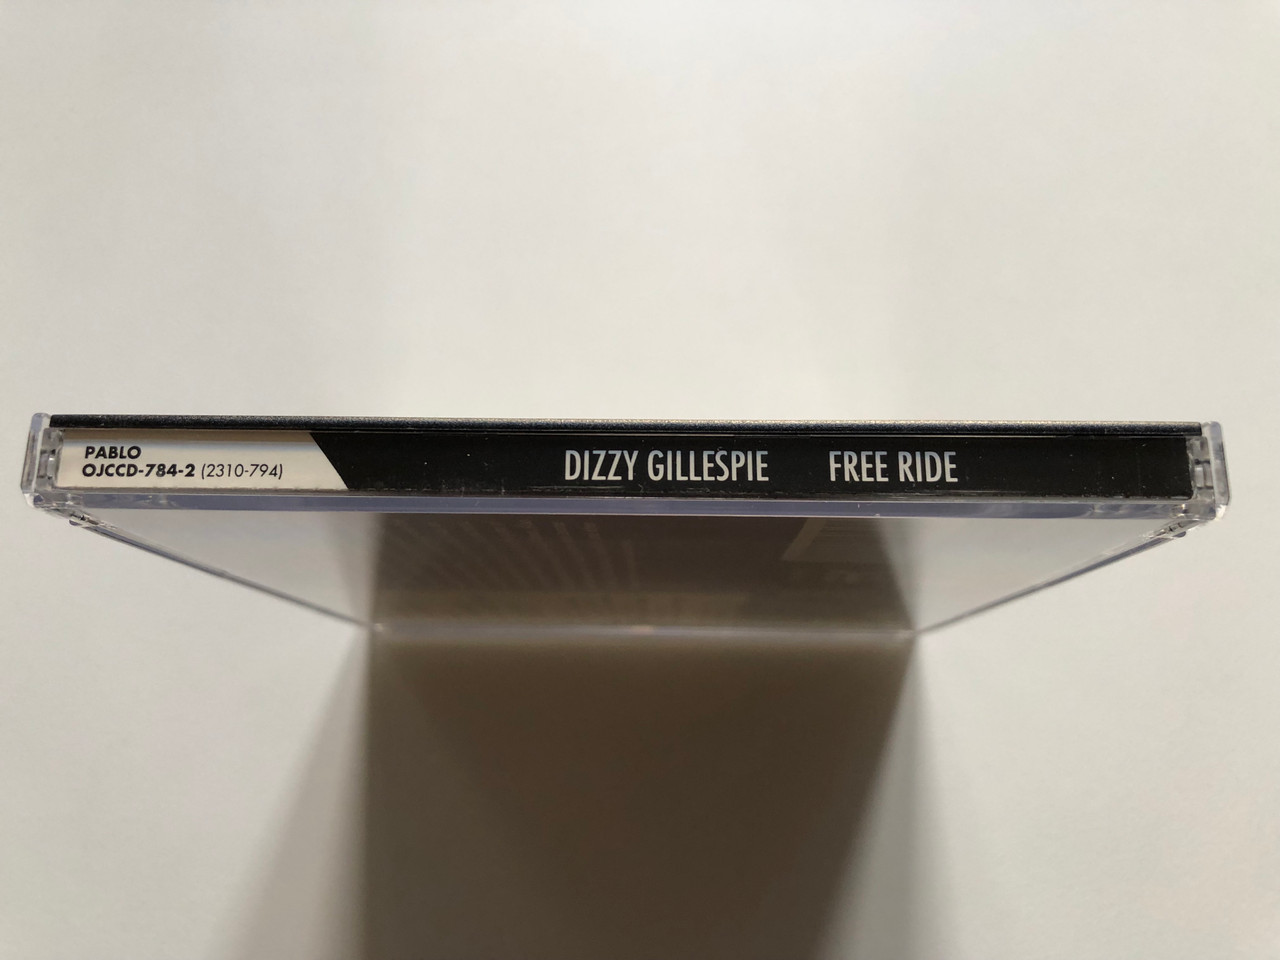 PABLO
OJCCD-784-2 (2310-794)
DIZZY GILLESPIE FREE RIDE